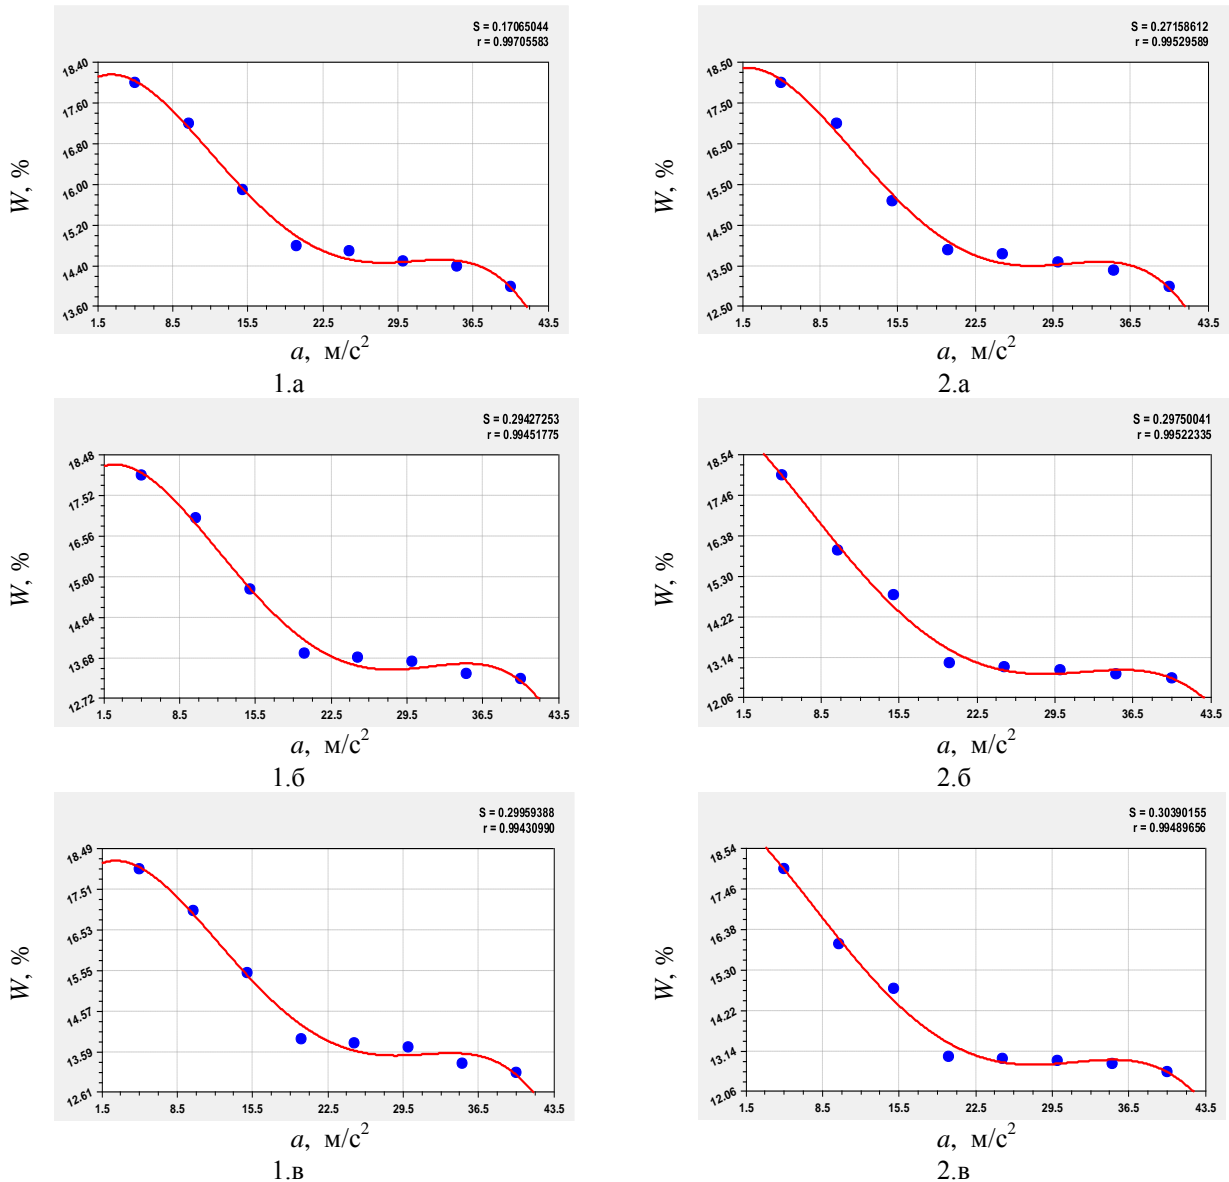 S = 0.17065044
r = 0.99705583
W, %
18.40
17.60
16.80
16.00
15.20
14.40
13.60
1.5 8.5 15.5 22.5 29.5 36.5 43.5
a, м/с²
1.а
S = 0.27158612
r = 0.99529589
W, %
18.50
17.50
16.50
15.50
14.50
13.50
12.50
1.5 8.5 15.5 22.5 29.5 36.5 43.5
a, м/с²
2.а
S = 0.29427253
r = 0.99451775
W, %
18.48
17.52
16.56
15.60
14.64
13.68
12.72
1.5 8.5 15.5 22.5 29.5 36.5 43.5
a, м/с²
1.б
S = 0.29750041
r = 0.99522335
W, %
18.54
17.46
16.38
15.30
14.22
13.14
12.06
1.5 8.5 15.5 22.5 29.5 36.5 43.5
a, м/с²
2.б
S = 0.29959388
r = 0.99430990
W, %
18.49
17.51
16.53
15.55
14.57
13.59
12.61
1.5 8.5 15.5 22.5 29.5 36.5 43.5
a, м/с²
1.в
S = 0.30390155
r = 0.99489656
W, %
18.54
17.46
16.38
15.30
14.22
13.14
12.06
1.5 8.5 15.5 22.5 29.5 36.5 43.5
a, м/с²
2.в